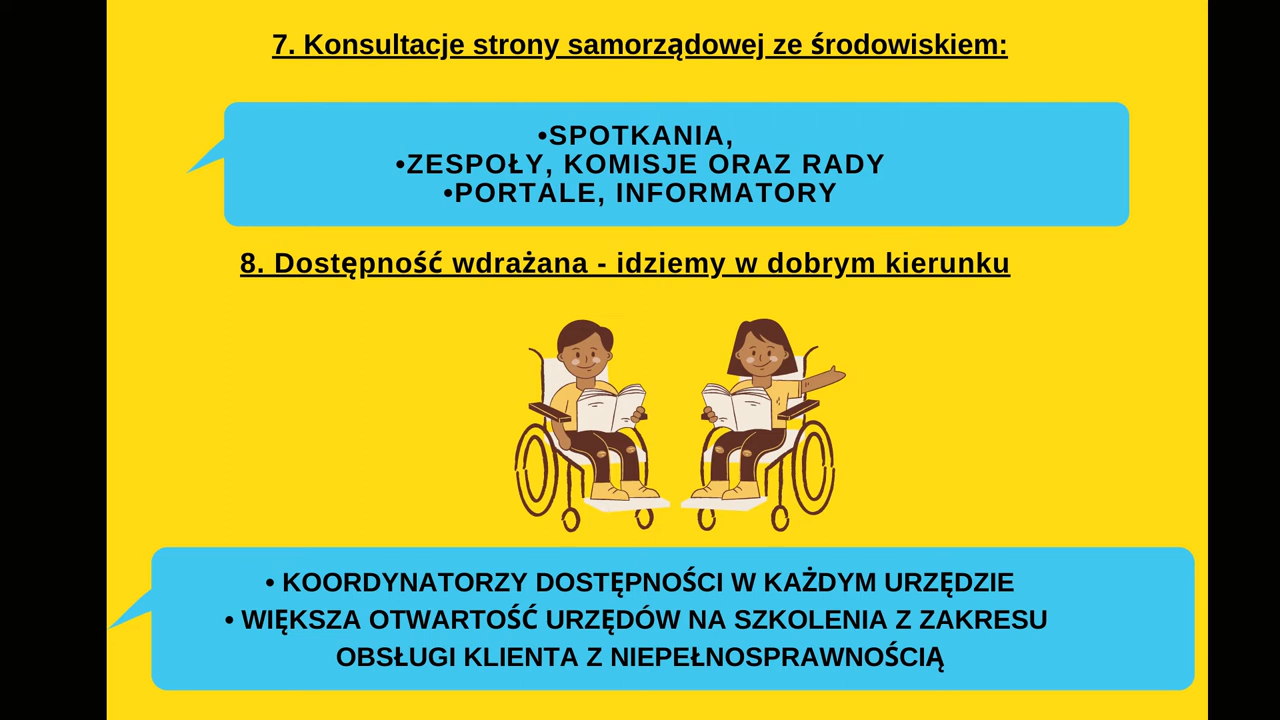 7. Konsultacje strony samorządowej ze środowiskiem:
•SPOTKANIA,
•ZESPOŁY, KOMISJE ORAZ RADY
•PORTALE, INFORMATORY
8. Dostępność wdrażana - idziemy w dobrym kierunku
• KOORDYNATORZY DOSTĘPNOŚCI W KAŻDYM URZĘDZIE
• WIĘKSZA OTWARTOŚĆ URZĘDÓW NA SZKOLENIA Z ZAKRESU
OBSŁUGI KLIENTA Z NIEPEŁNOSPRAWNOŚCIĄ